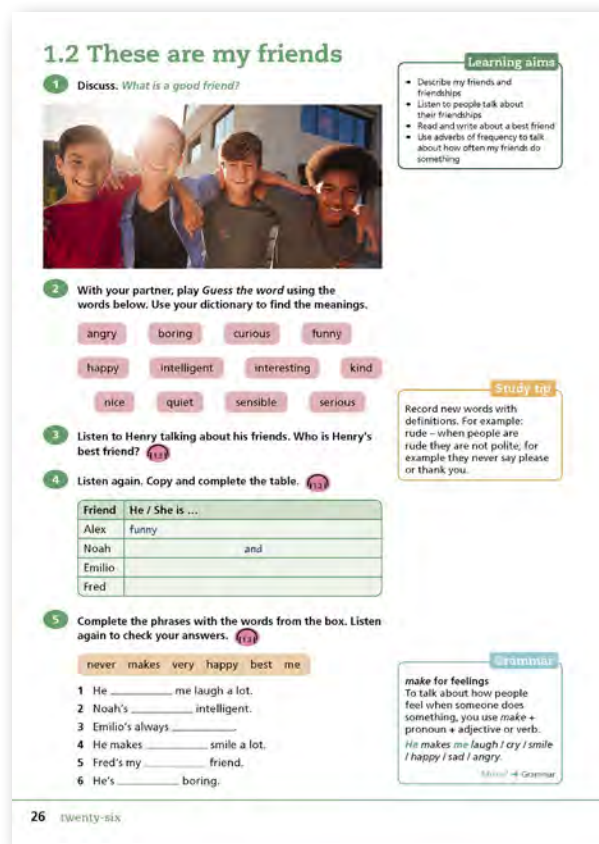 1.2 These are my friends
1 Discuss. What is a good friend?
Learning aims
• Describe my friends and
friendships
• Listen to people talk about
their friendships
• Read and write about a best friend
• Use adverbs of frequency to talk
about how often my friends do
something
2 With your partner, play Guess the word using the
words below. Use your dictionary to find the meanings.
angry boring curious funny
happy intelligent interesting kind
nice quiet sensible serious
Study tip
Record new words with
definitions. For example:
rude – when people are
rude they are not polite, for
example they never say please
or thank you.
3 Listen to Henry talking about his friends. Who is Henry's
best friend?
4 Listen again. Copy and complete the table.
Friend He / She is ...
Alex funny
Noah and
Emilio
Fred
5 Complete the phrases with the words from the box. Listen
again to check your answers.
never makes very happy best me
1 He __________ me laugh a lot.
2 Noah's __________ intelligent.
3 Emilio's always __________.
4 He makes __________ smile a lot.
5 Fred's my __________ friend.
6 He's __________ boring.
Grammar
make for feelings
To talk about how people
feel when someone does
something, you use make +
pronoun + adjective or verb.
He makes me laugh / cry / smile
/ happy / sad / angry.
➔ Grammar
26 twenty-six